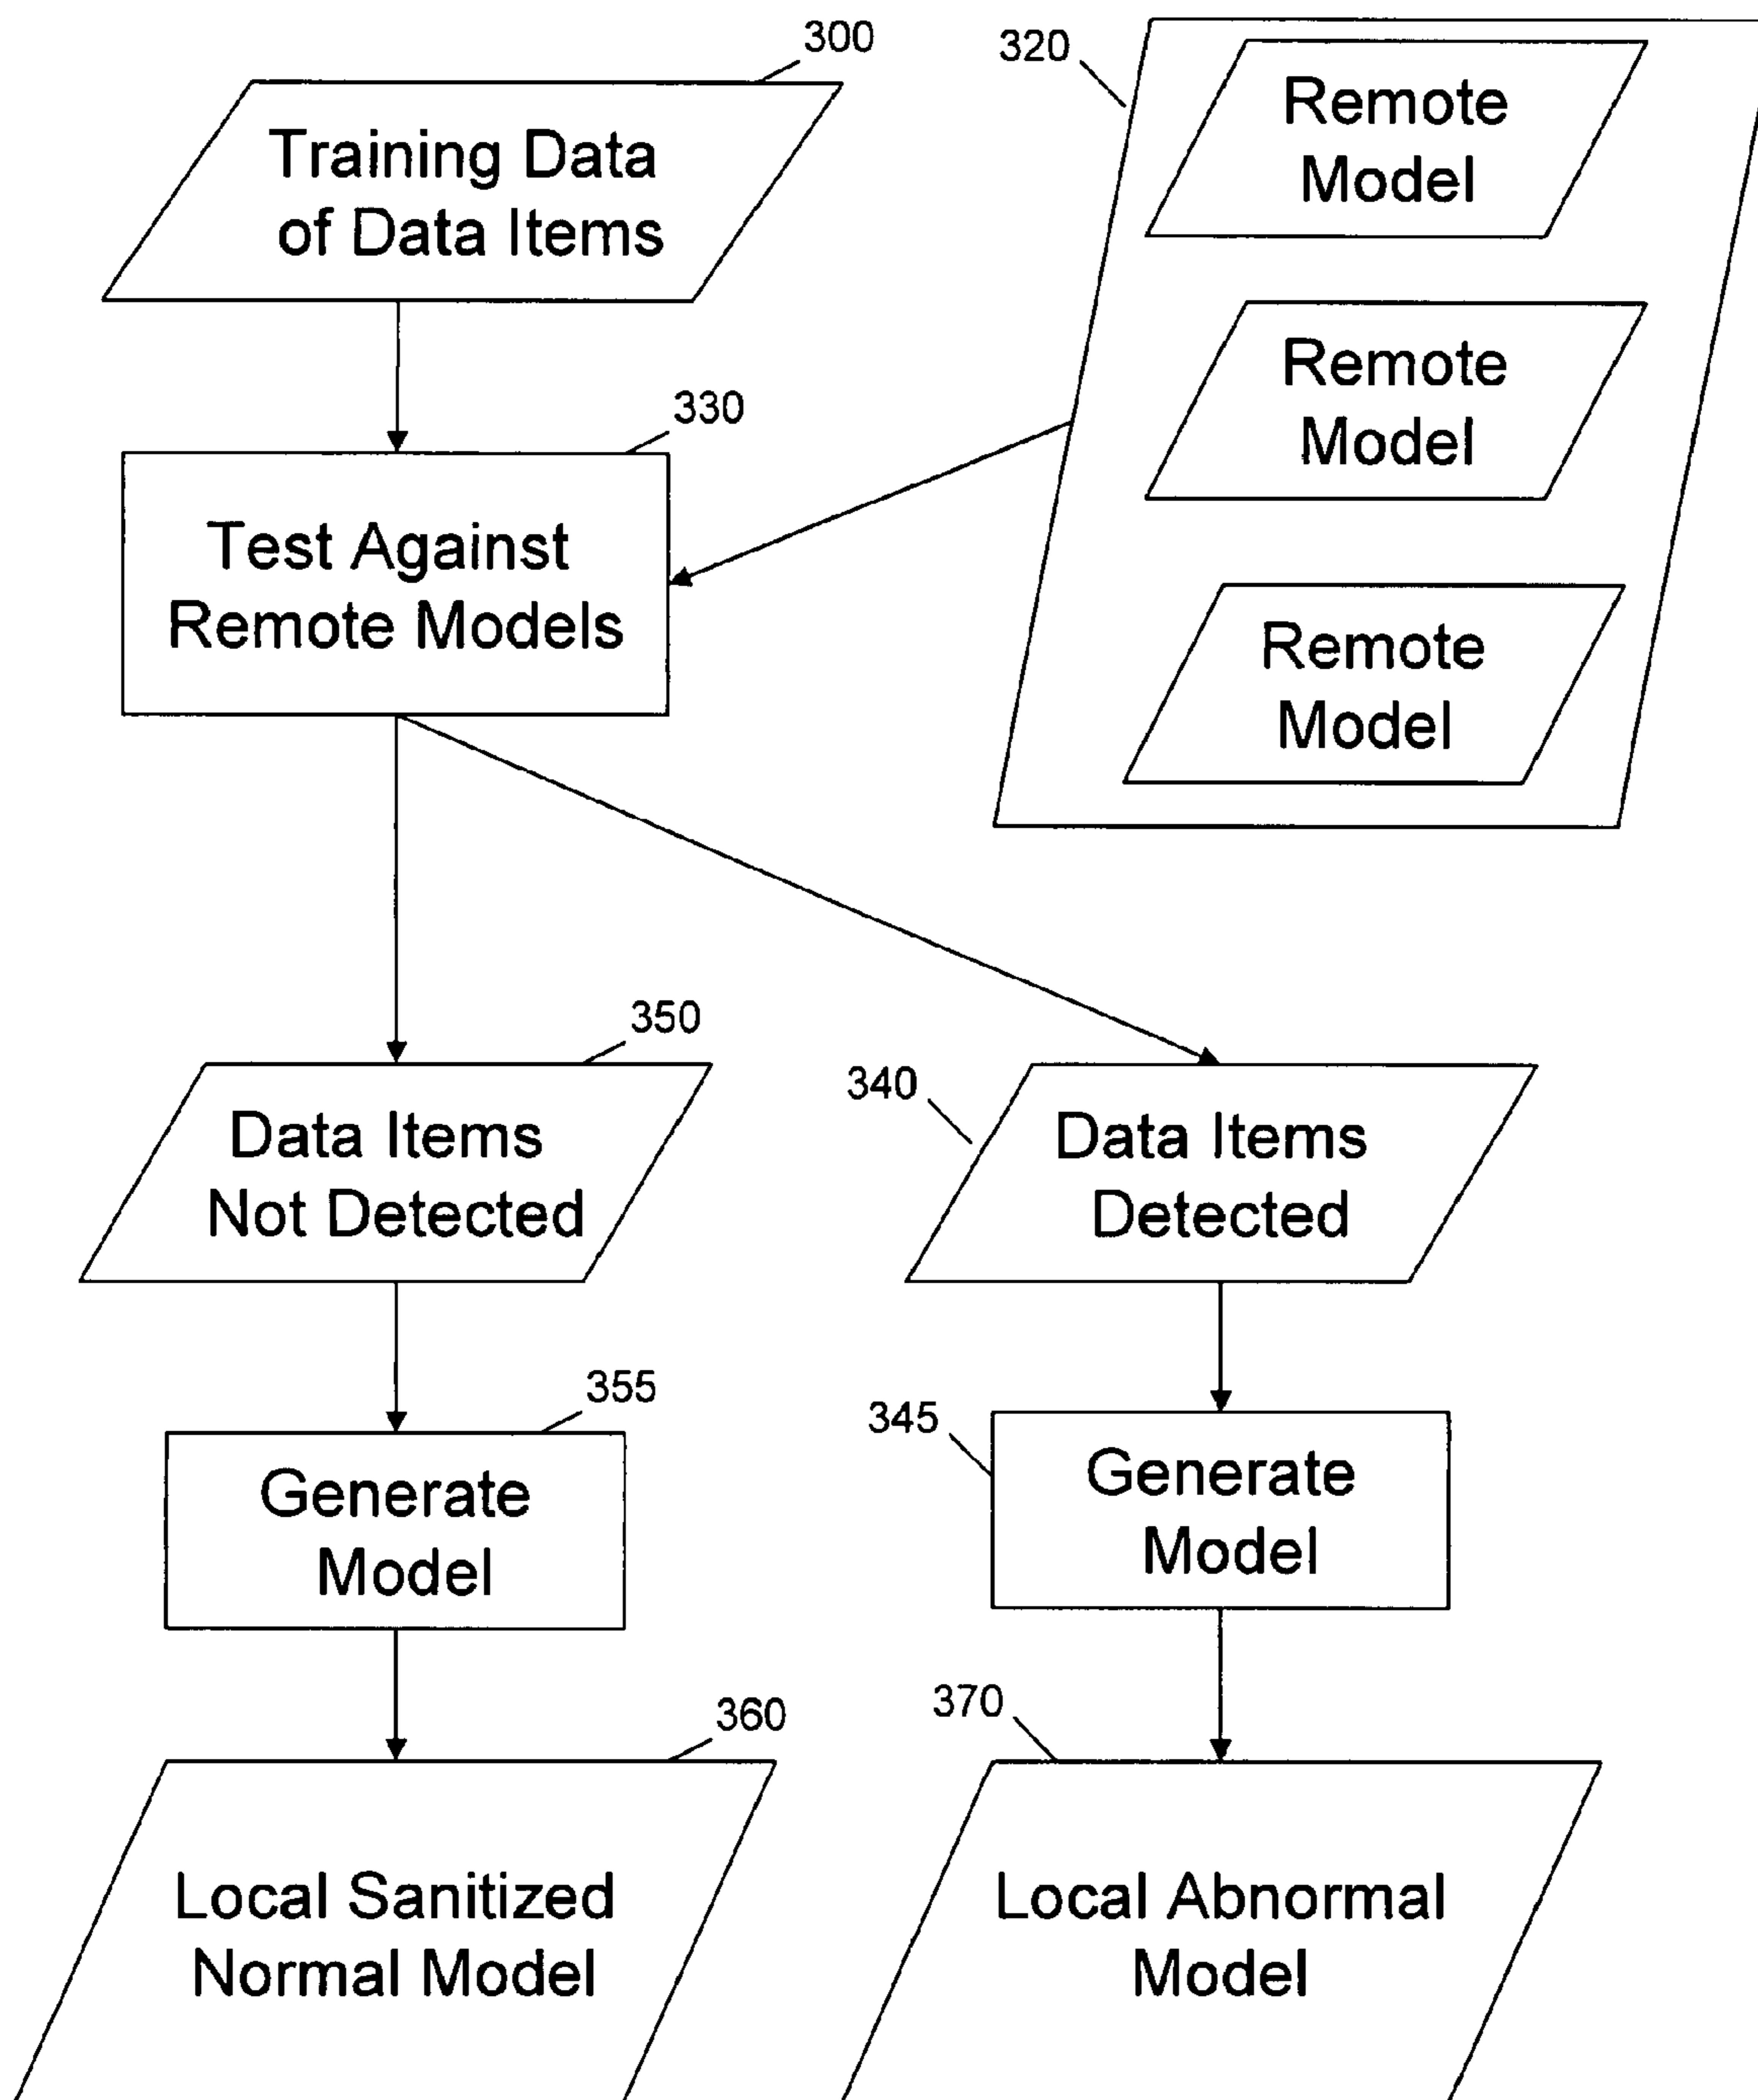 300
Training Data
of Data Items
320
Remote
Model
Remote
Model
Remote
Model
330
Test Against
Remote Models
350
Data Items
Not Detected
340
Data Items
Detected
355
Generate
Model
345
Generate
Model
360
Local Sanitized
Normal Model
370
Local Abnormal
Model